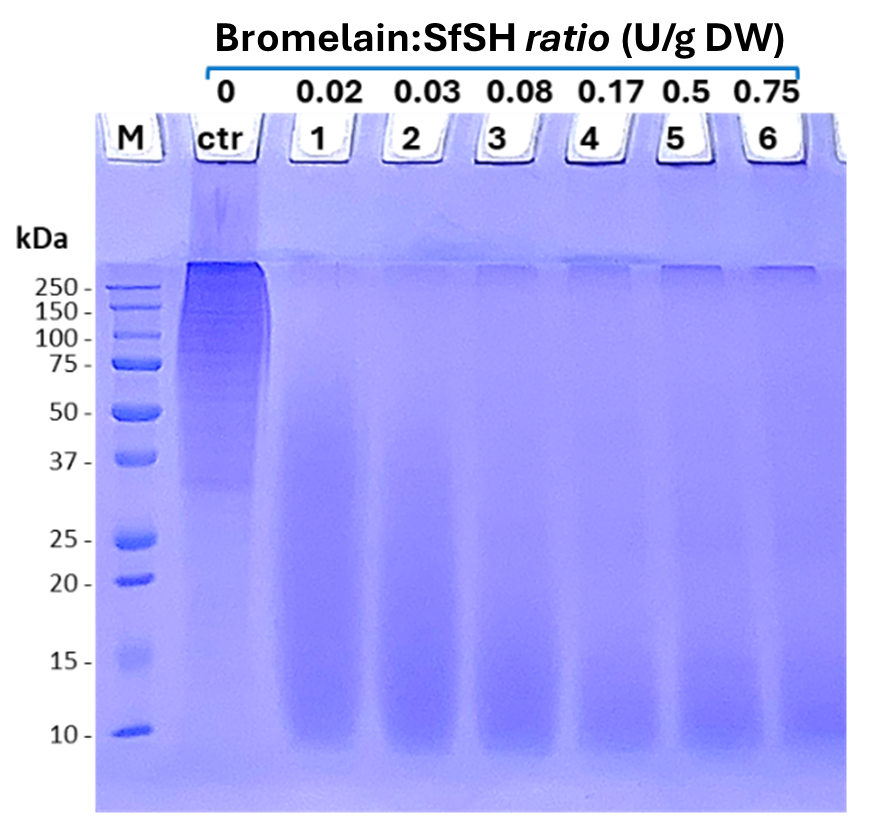 Bromelain:SfSH ratio (U/g DW)
0 0.02 0.03 0.08 0.17 0.5 0.75
M ctr 1 2 3 4 5 6
kDa
250 -
150 -
100 -
75 -
50 -
37 -
25 -
20 -
15 -
10 -